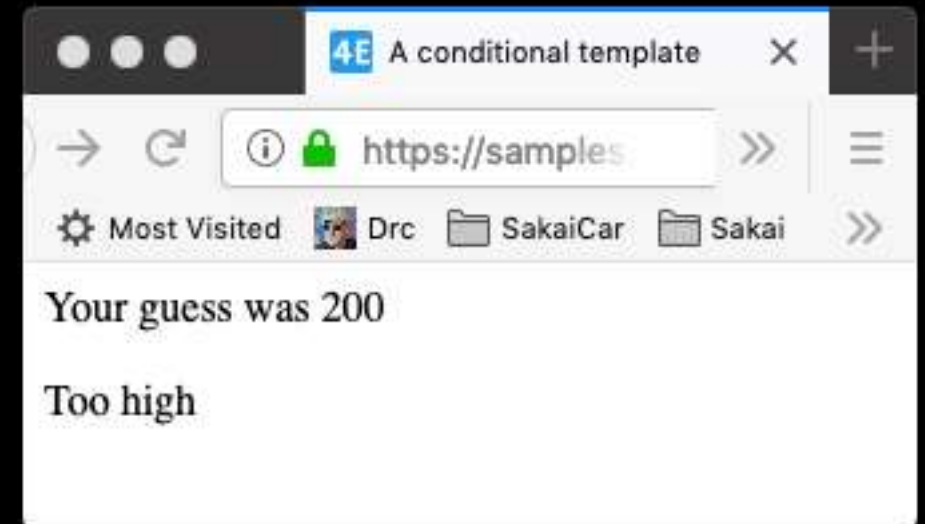 4E A conditional template
https://samples
Most Visited Drc SakaiCar Sakai
Your guess was 200
Too high